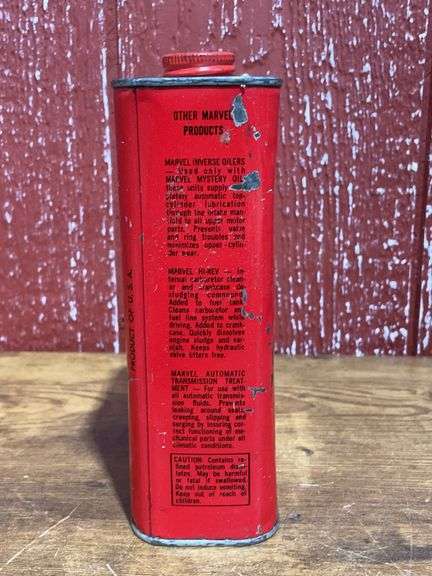 OTHER MARVEL
PRODUCTS
MARVEL INVERSE OILERS
— Used only with
MARVEL MYSTERY OIL
these units supply
automatic top-
cylinder lubrication
through the intake man-
ifold to all upper motor
parts. Prevents valve
and ring troubles and
minimizes upper cylin-
der wear.
MARVEL HI-REV — In-
ternal carburetor clean-
er and crankcase de-
sludging compound
Added to fuel tank
Cleans carburetor
fuel line system while
driving. Added to crank-
case. Quickly dissolves
engine sludge and var-
nish. Keeps hydraulic
valve lifters free.
MARVEL AUTOMATIC
TRANSMISSION TREAT-
MENT — For use with
all automatic transmis-
sion fluids. Prevents
leaking around seals,
creeping, slipping and
surging by insuring cor-
rect functioning of me-
chanical parts under all
climatic conditions.
CAUTION: Contains re-
fined petroleum distil-
lates. May be harmful
or fatal if swallowed.
Do not induce vomiting.
Keep out of reach of
children.
PRODUCT OF U.S.A.